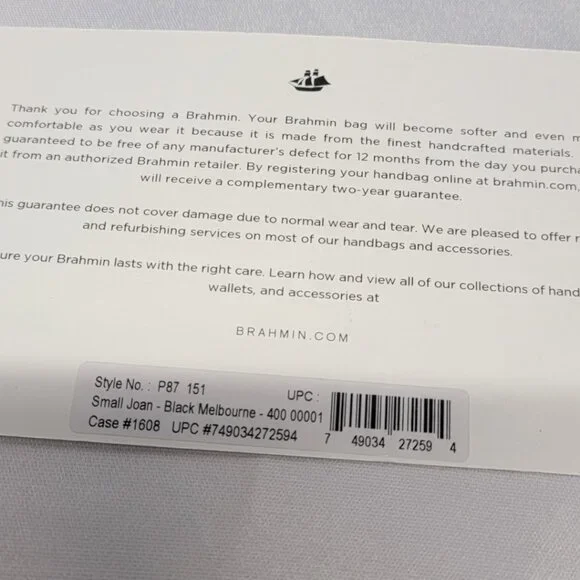 Thank you for choosing a Brahmin. Your Brahmin bag will become softer and even
comfortable as you wear it because it is made from the finest handcrafted materials.
guaranteed to be free of any manufacturer's defect for 12 months from the day you
it from an authorized Brahmin retailer. By registering your handbag online at brahmin.com,
will receive a complementary two-year guarantee.
guarantee does not cover damage due to normal wear and tear. We are pleased to offer
and refurbishing services on most of our handbags and accessories.
your Brahmin lasts with the right care. Learn how and view all of our collections of
wallets, and accessories at
BRAHMIN.COM
Style No. : P87 151 UPC :
Small Joan - Black Melbourne - 400 00001
Case #1608 UPC #749034272594
7 49034 27259 4